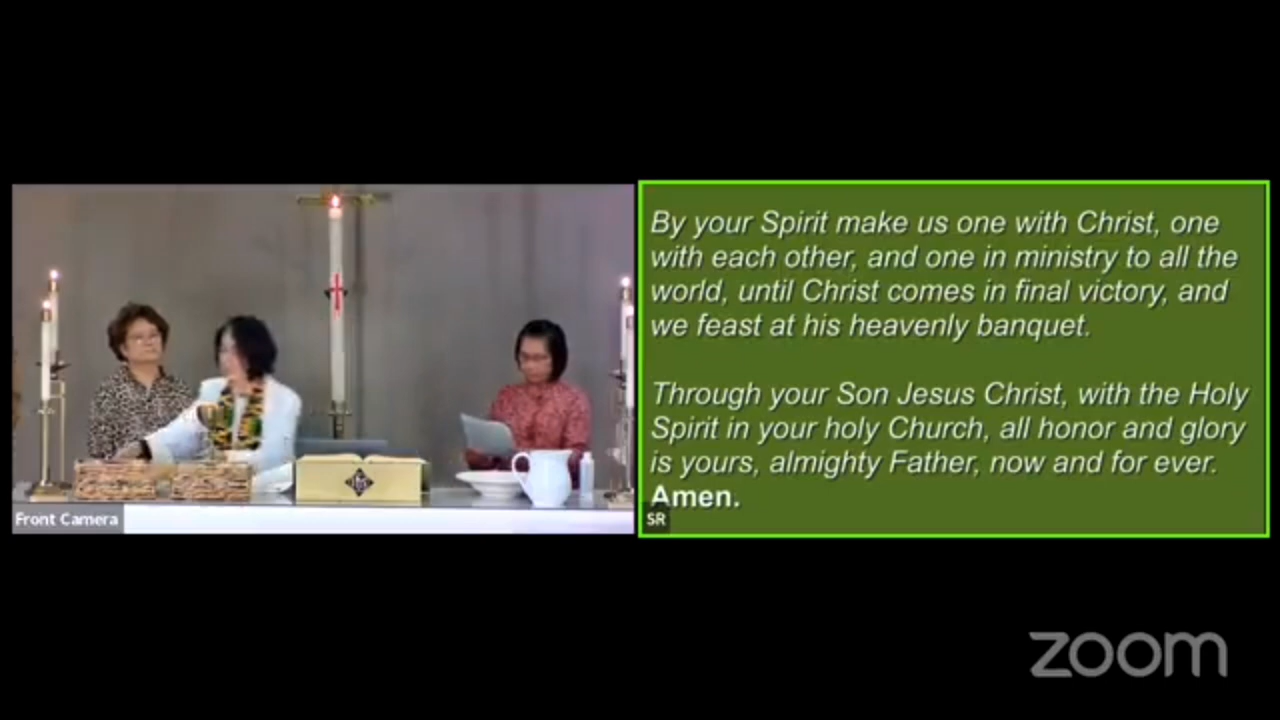 By your Spirit make us one with Christ, one
with each other, and one in ministry to all the
world, until Christ comes in final victory, and
we feast at his heavenly banquet.
Through your Son Jesus Christ, with the Holy
Spirit in your holy Church, all honor and glory
is yours, almighty Father, now and for ever.
Amen.
Front Camera
SR
zoom